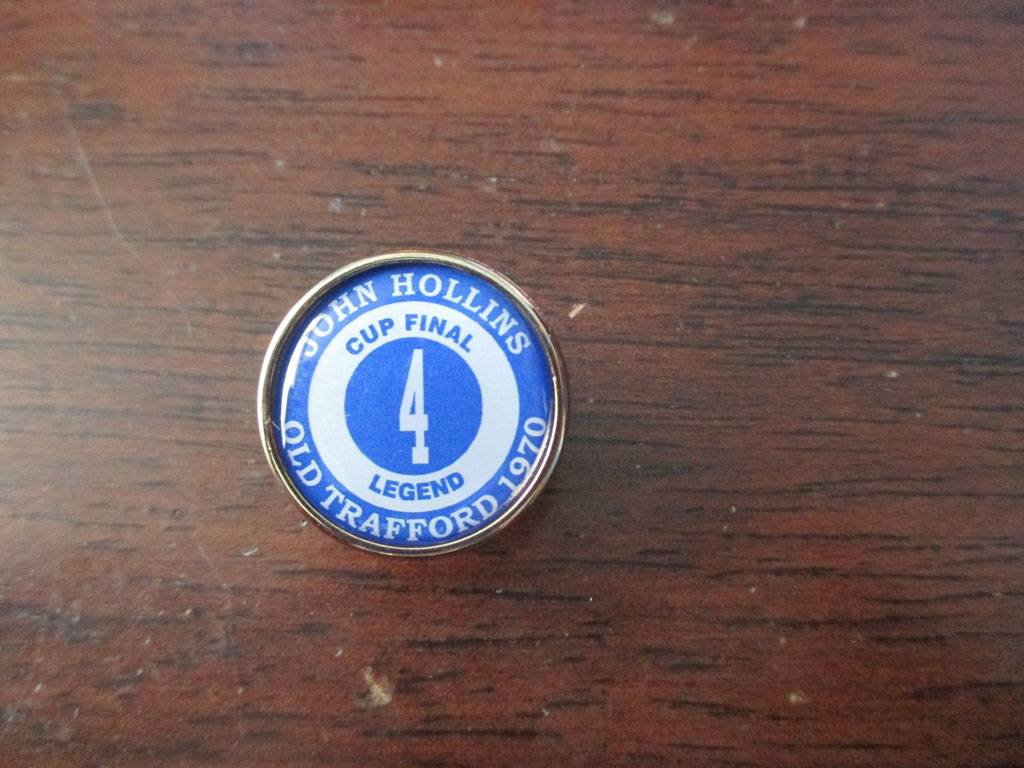 JOHN HOLLINS
CUP FINAL
4
LEGEND
OLD TRAFFORD 1970